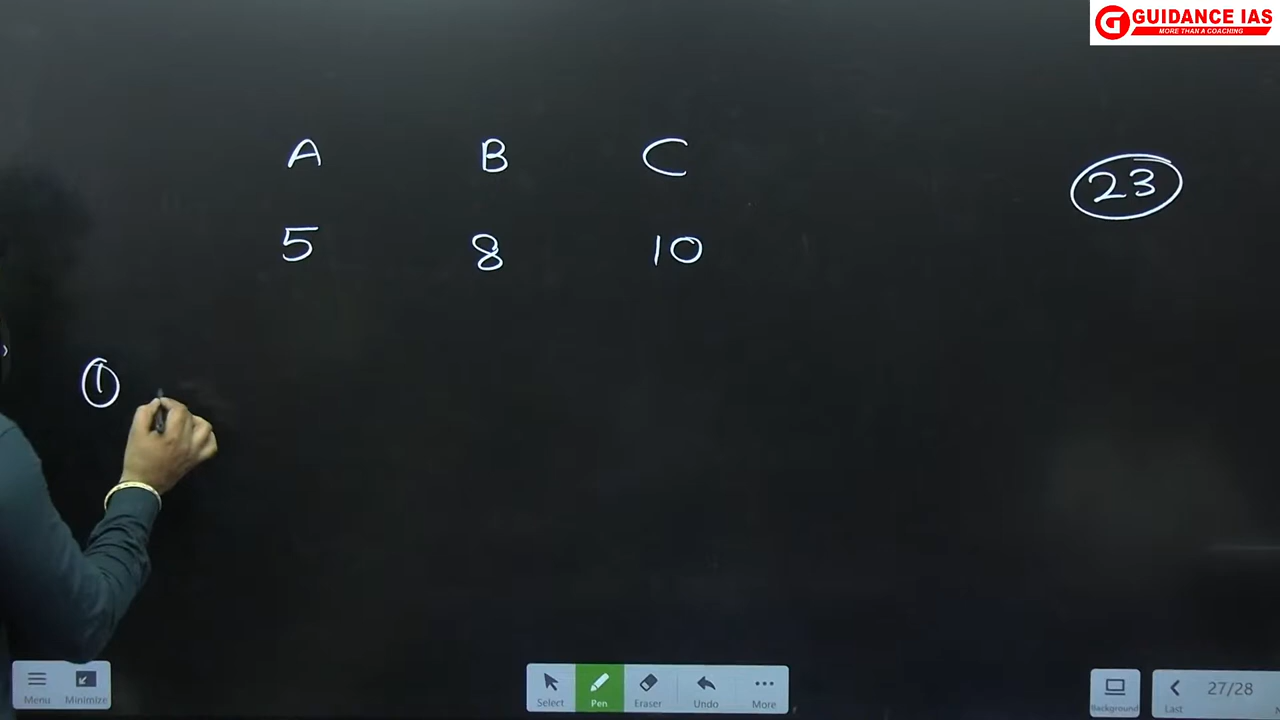 GUIDANCE IAS
MORE THAN A COACHING
A B C
23
5 8 10
1
Menu Minimize
Select Pen Eraser Undo More
Background
Last
27/28